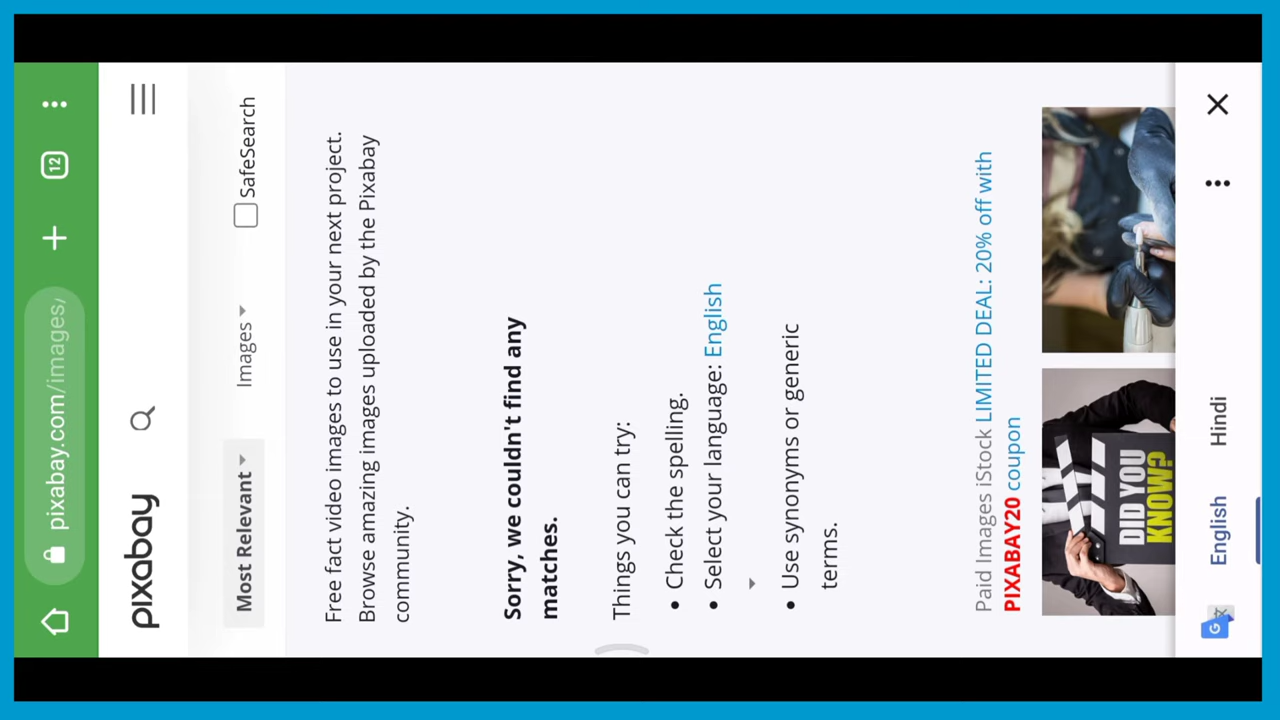 pixabay.com/images/
12
pixabay
Most Relevant
Images
SafeSearch
Free fact video images to use in your next project.
Browse amazing images uploaded by the Pixabay
community.
Sorry, we couldn't find any
matches.
Things you can try:
• Check the spelling.
• Select your language: English
• Use synonyms or generic
terms.
Paid Images iStock LIMITED DEAL: 20% off with
PIXABAY20 coupon
DID YOU
KNOW?
G
English
Hindi